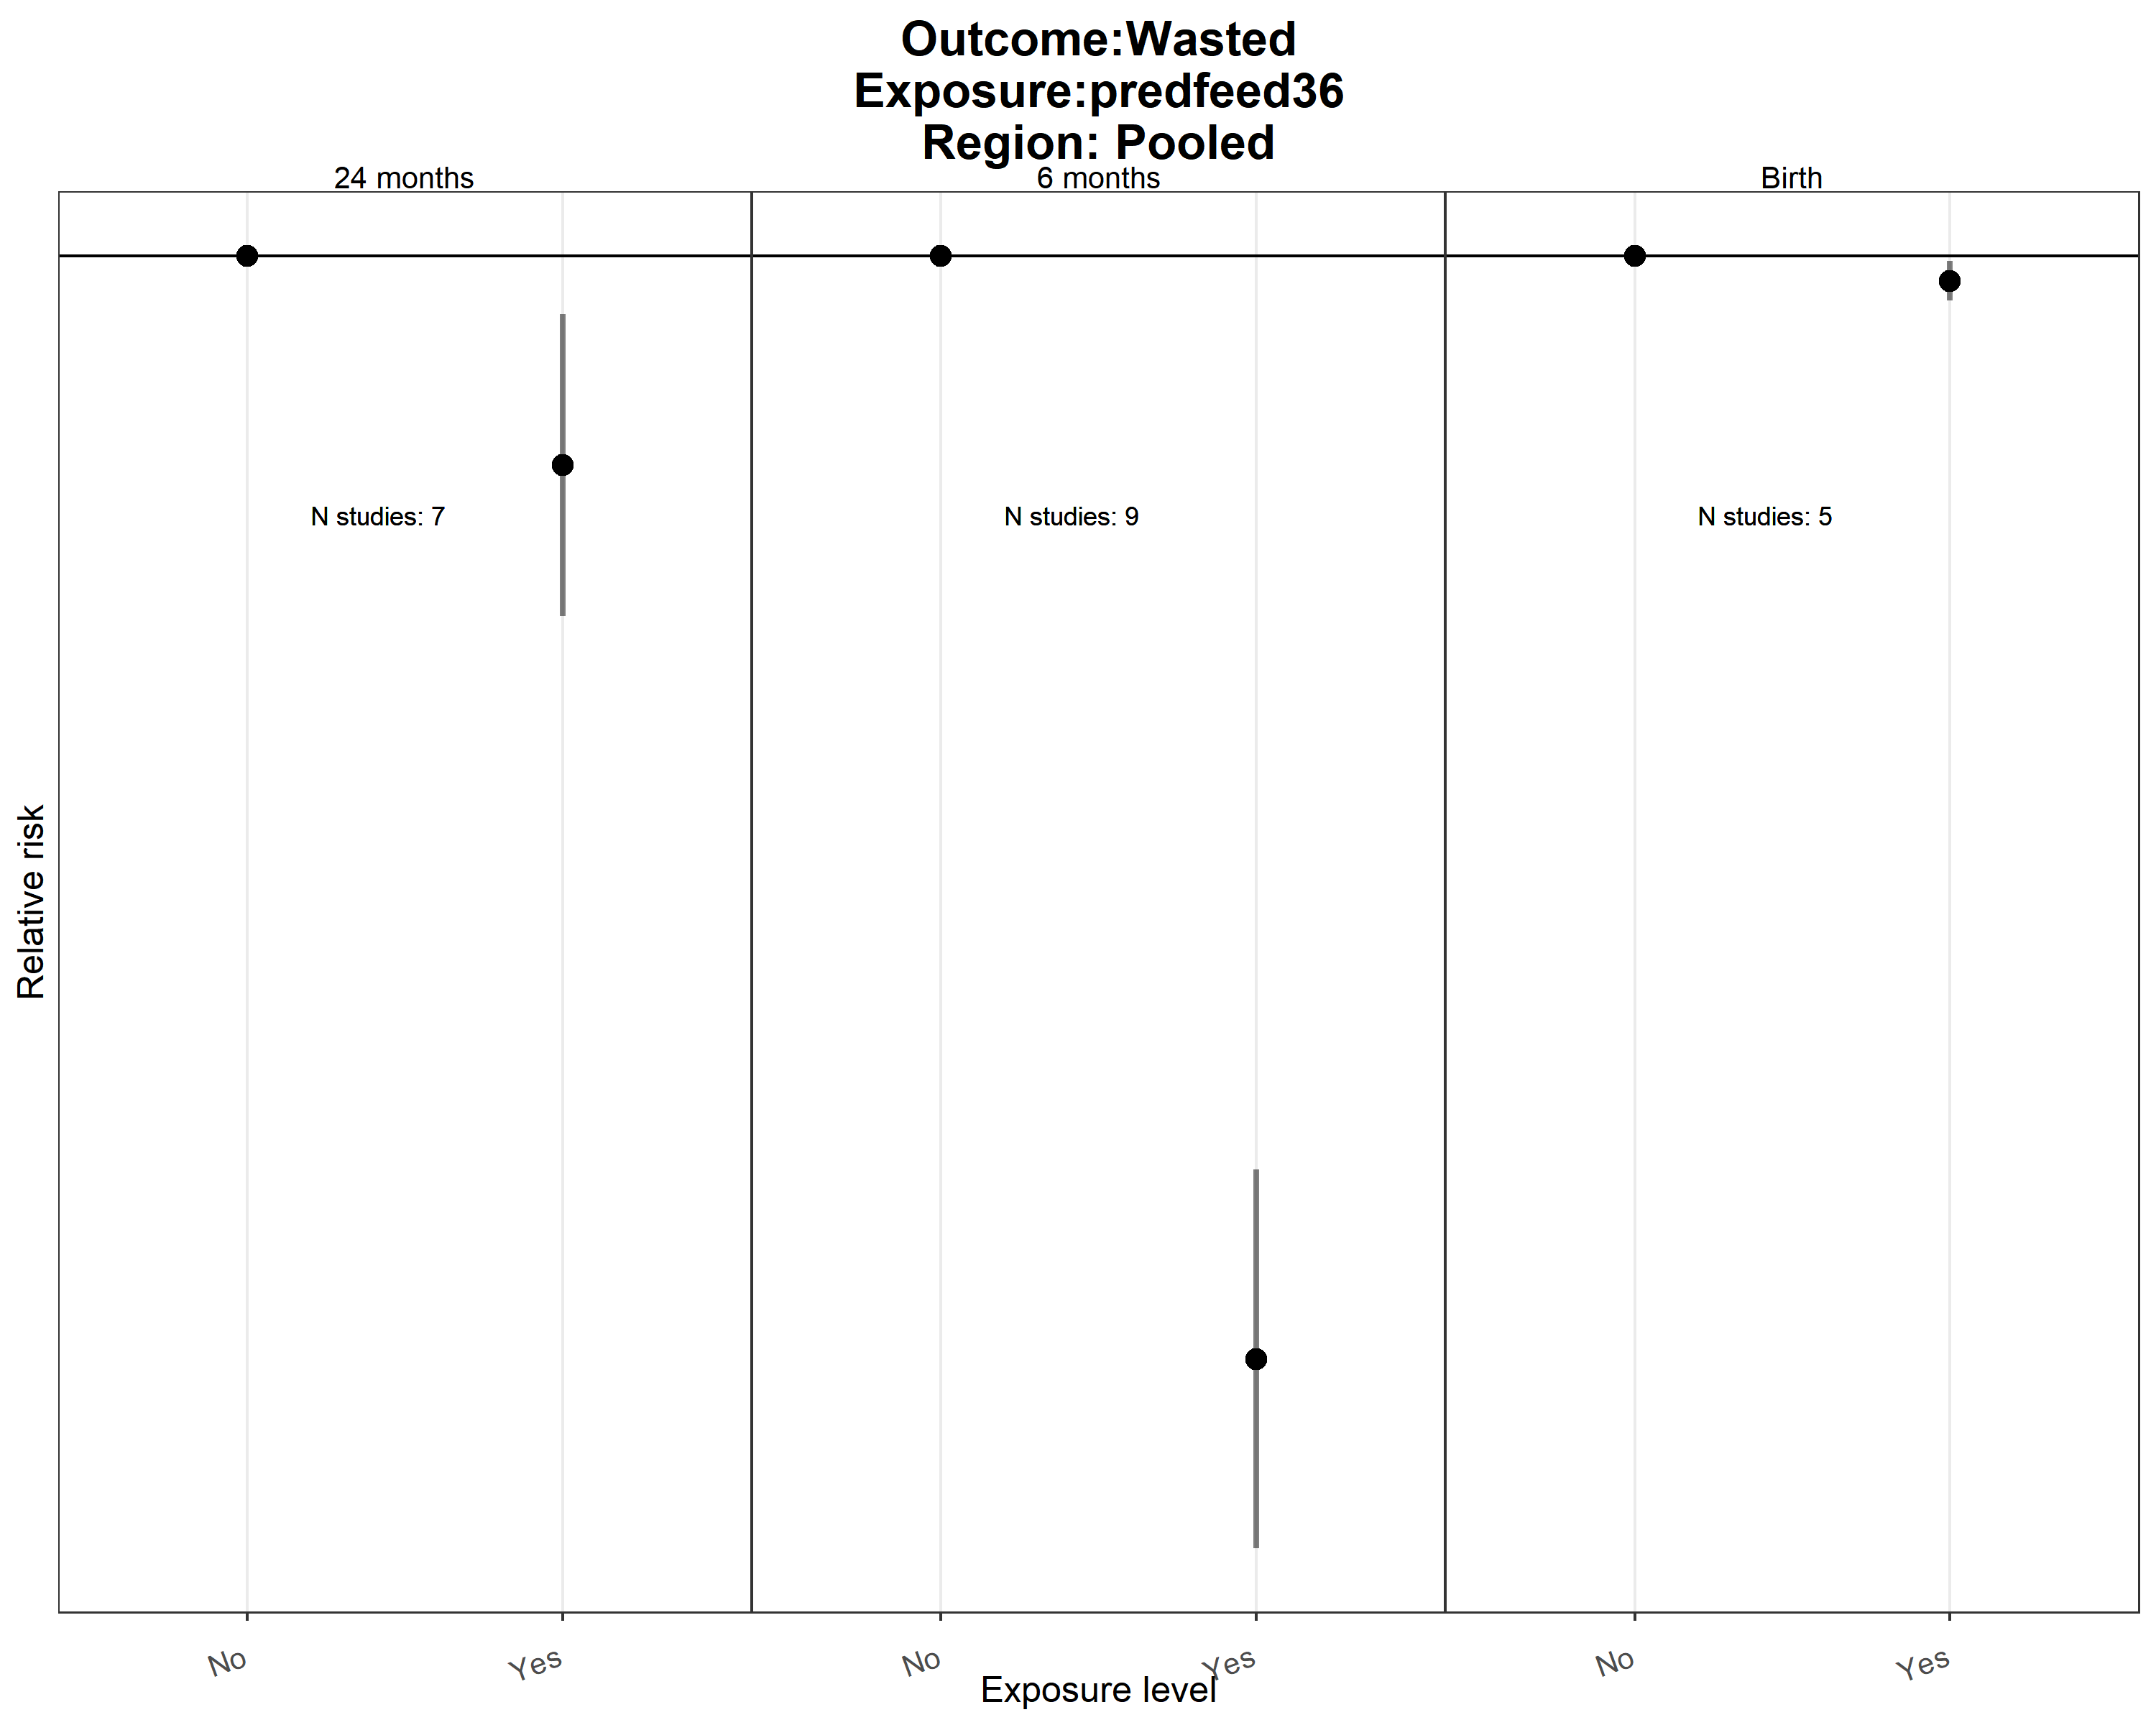 Outcome:Wasted
Exposure:predfeed36
Region: Pooled
24 months
6 months
Birth
N studies: 7
N studies: 9
N studies: 5
Relative risk
No
Yes
No
Yes
No
Yes
Exposure level